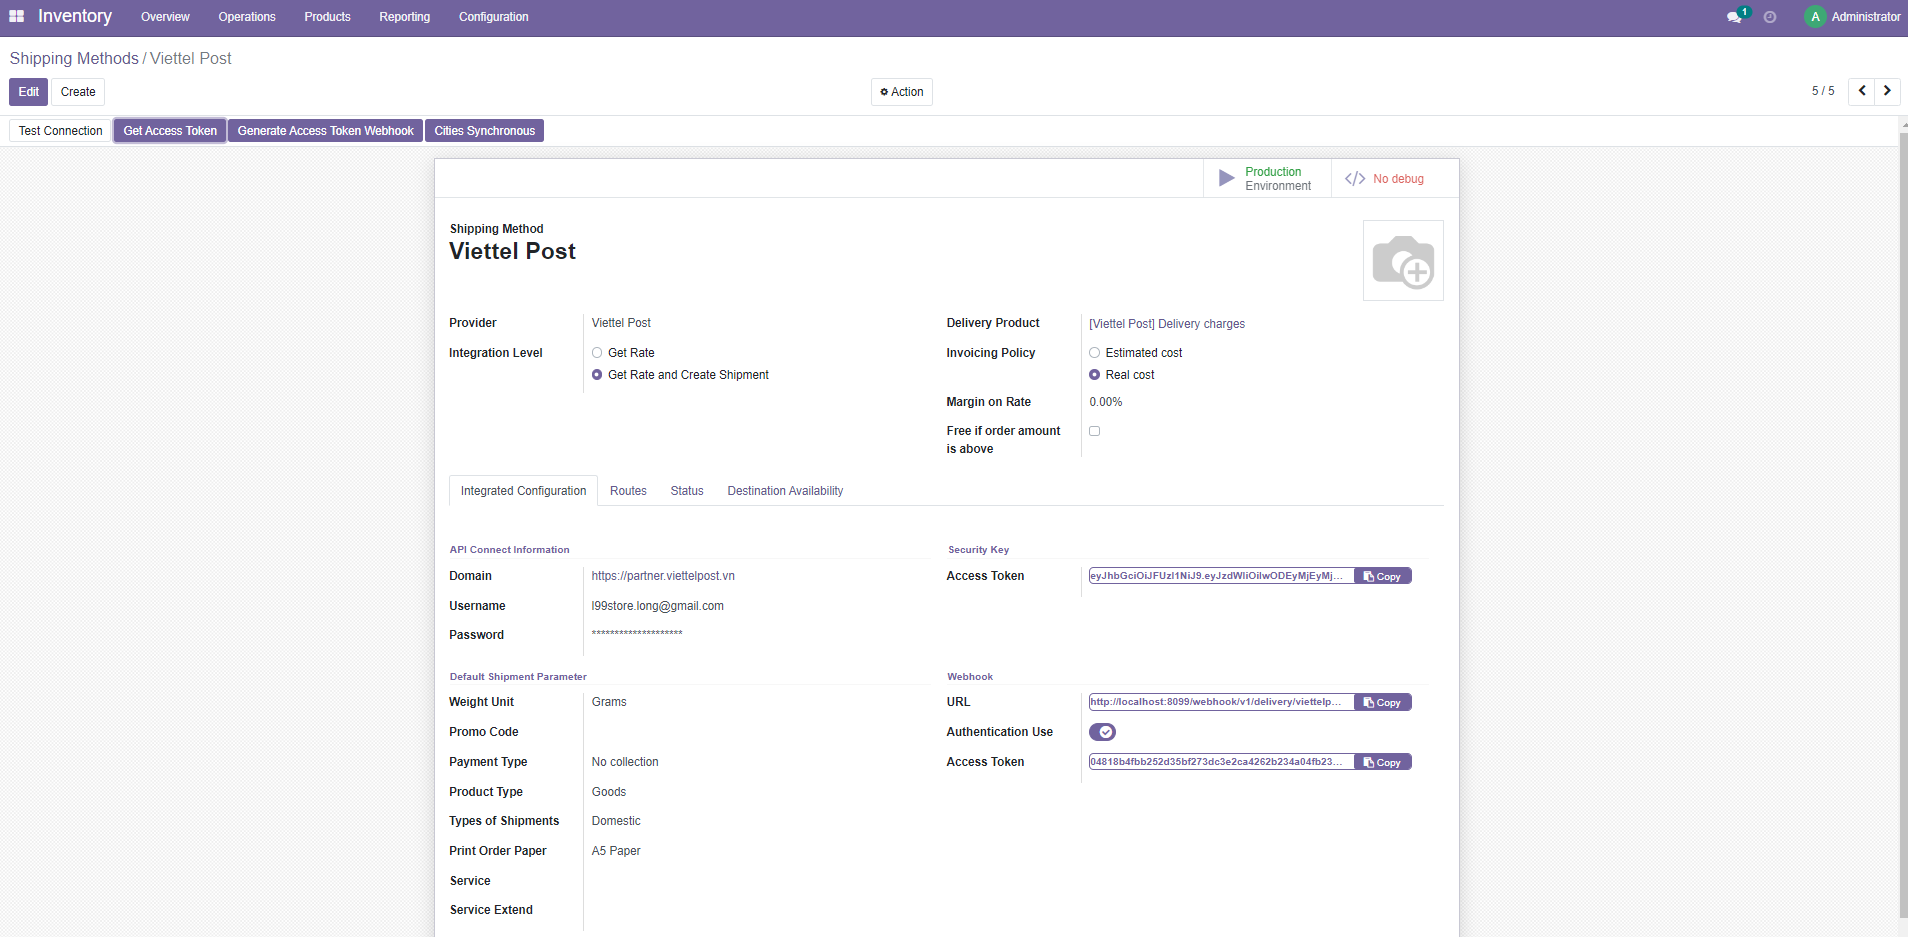 Inventory Overview Operations Products Reporting Configuration 1 A Administrator
Shipping Methods / Viettel Post
Edit Create Action 5 / 5
Test Connection Get Access Token Generate Access Token Webhook Cities Synchronous
Production
Environment
No debug
Shipping Method
Viettel Post
Provider Viettel Post
Integration Level Get Rate
Get Rate and Create Shipment
Delivery Product [Viettel Post] Delivery charges
Invoicing Policy Estimated cost
Real cost
Margin on Rate 0.00%
Free if order amount
is above
Integrated Configuration Routes Status Destination Availability
API Connect Information
Domain https://partner.viettelpost.vn
Username l99store.long@gmail.com
Password ********************
Security Key
Access Token eyJhbGciOiJFUzI1NiJ9.eyJzdWIiOiIwODEyMjEyMj... Copy
Default Shipment Parameter
Weight Unit Grams
Promo Code
Payment Type No collection
Product Type Goods
Types of Shipments Domestic
Print Order Paper A5 Paper
Service
Service Extend
Webhook
URL http://localhost:8099/webhook/v1/delivery/viettelp... Copy
Authentication Use
Access Token 04818b4fbb252d35bf273dc3e2ca4262b234a04fb23... Copy